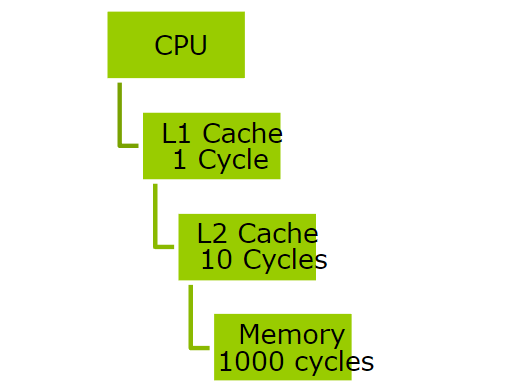 CPU
L1 Cache
1 Cycle
L2 Cache
10 Cycles
Memory
1000 cycles